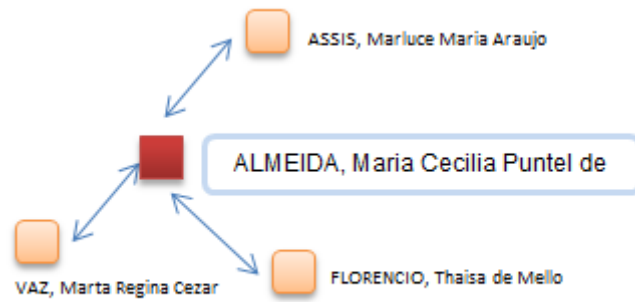 ASSIS, Marluce Maria Araujo
ALMEIDA, Maria Cecilia Puntel de
VAZ, Marta Regina Cezar
FLORENCIO, Thaisa de Mello